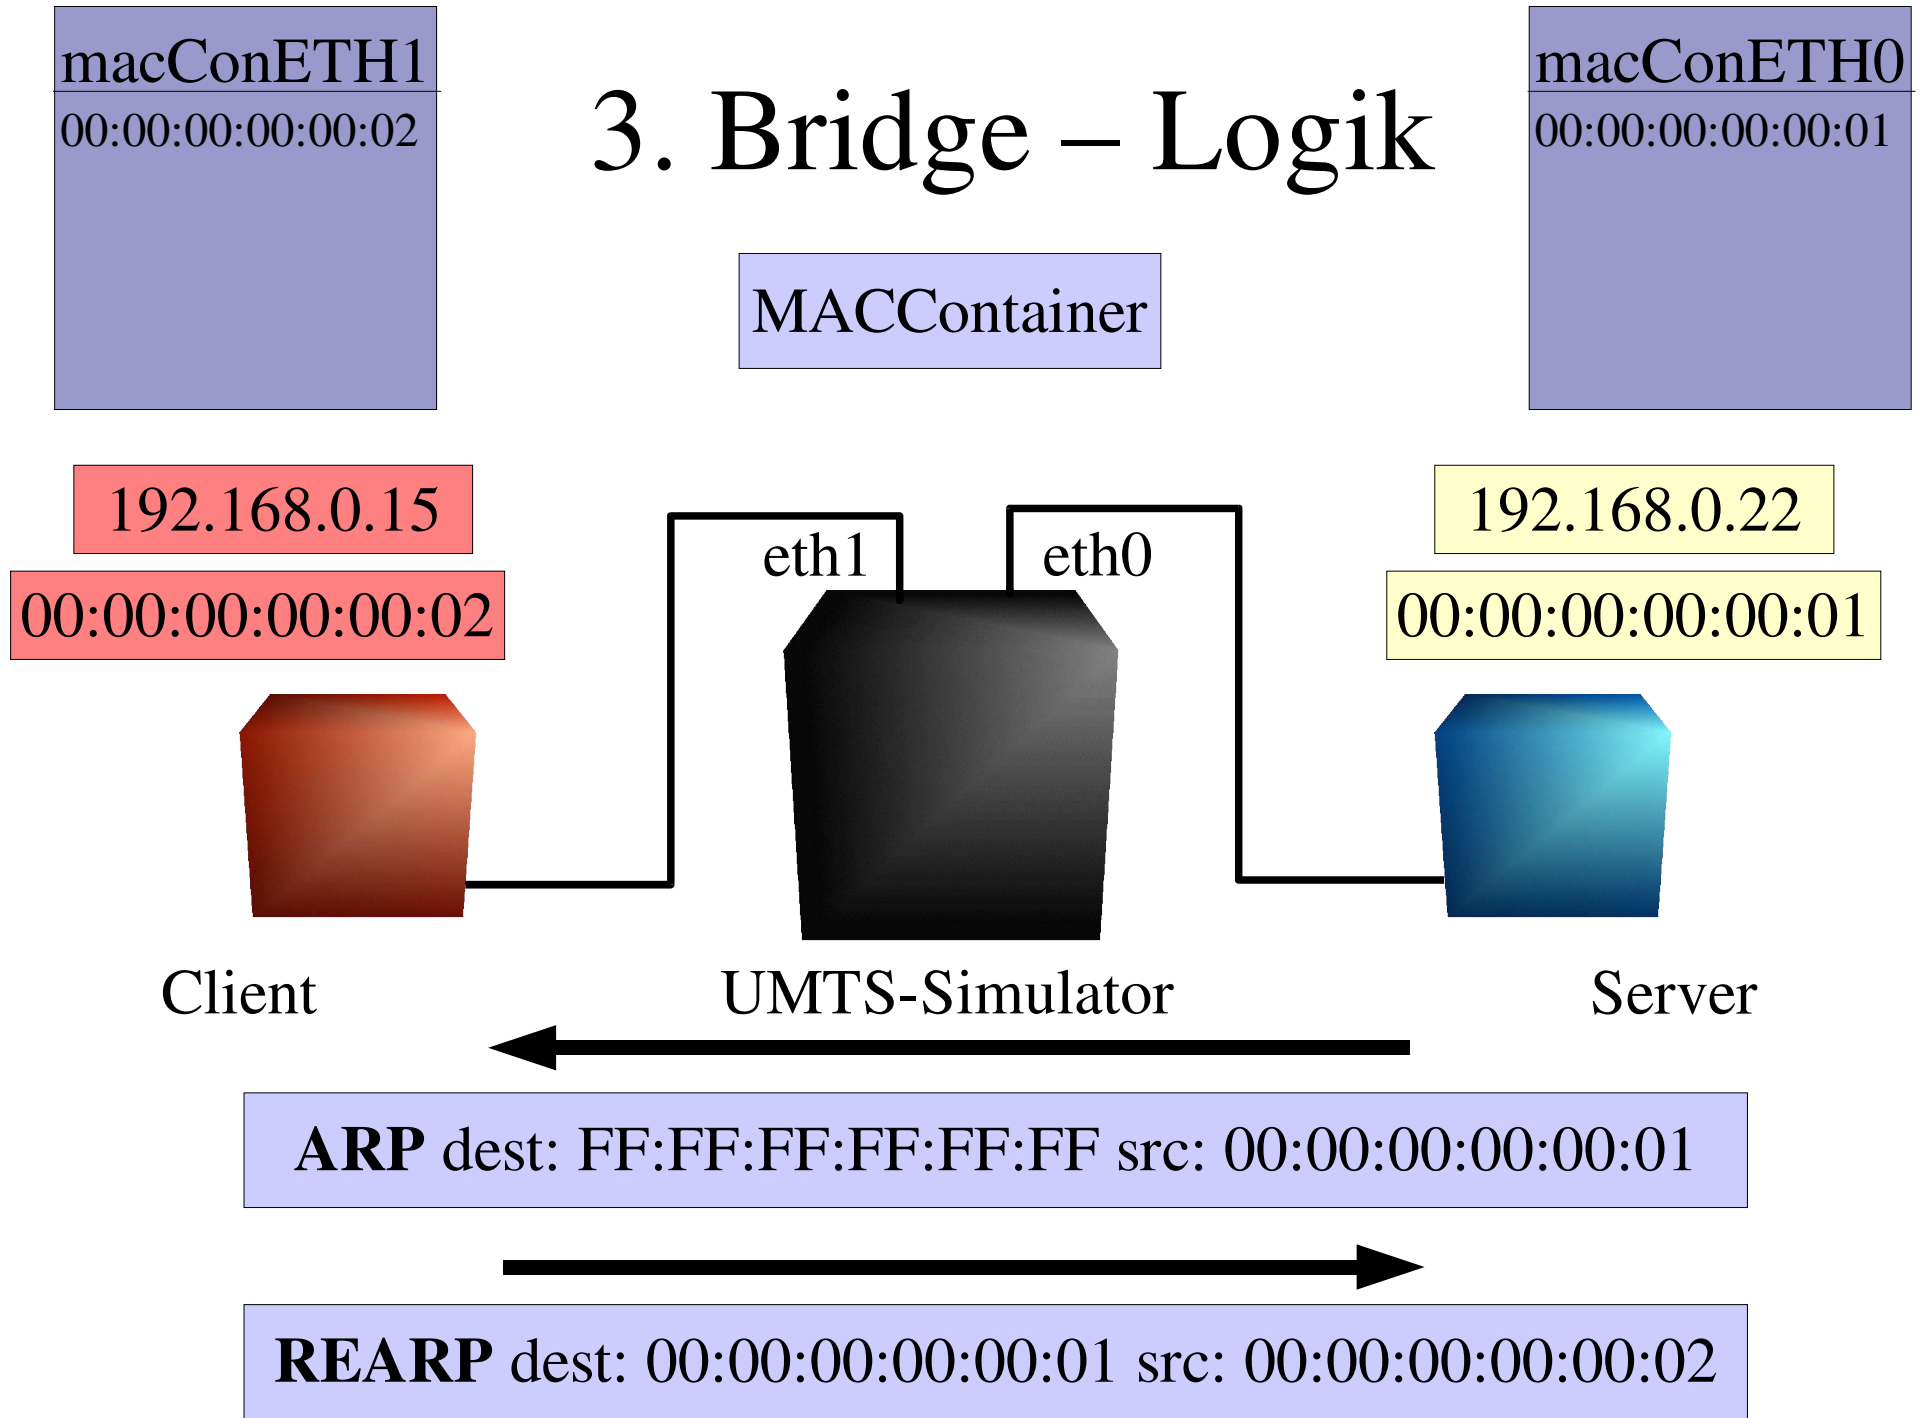 macConETH1
00:00:00:00:00:02
3. Bridge – Logik
macConETH0
00:00:00:00:00:01
MACContainer
192.168.0.15
00:00:00:00:00:02
eth1
eth0
192.168.0.22
00:00:00:00:00:01
Client
UMTS-Simulator
Server
ARP dest: FF:FF:FF:FF:FF:FF src: 00:00:00:00:00:01
REARP dest: 00:00:00:00:00:01 src: 00:00:00:00:00:02